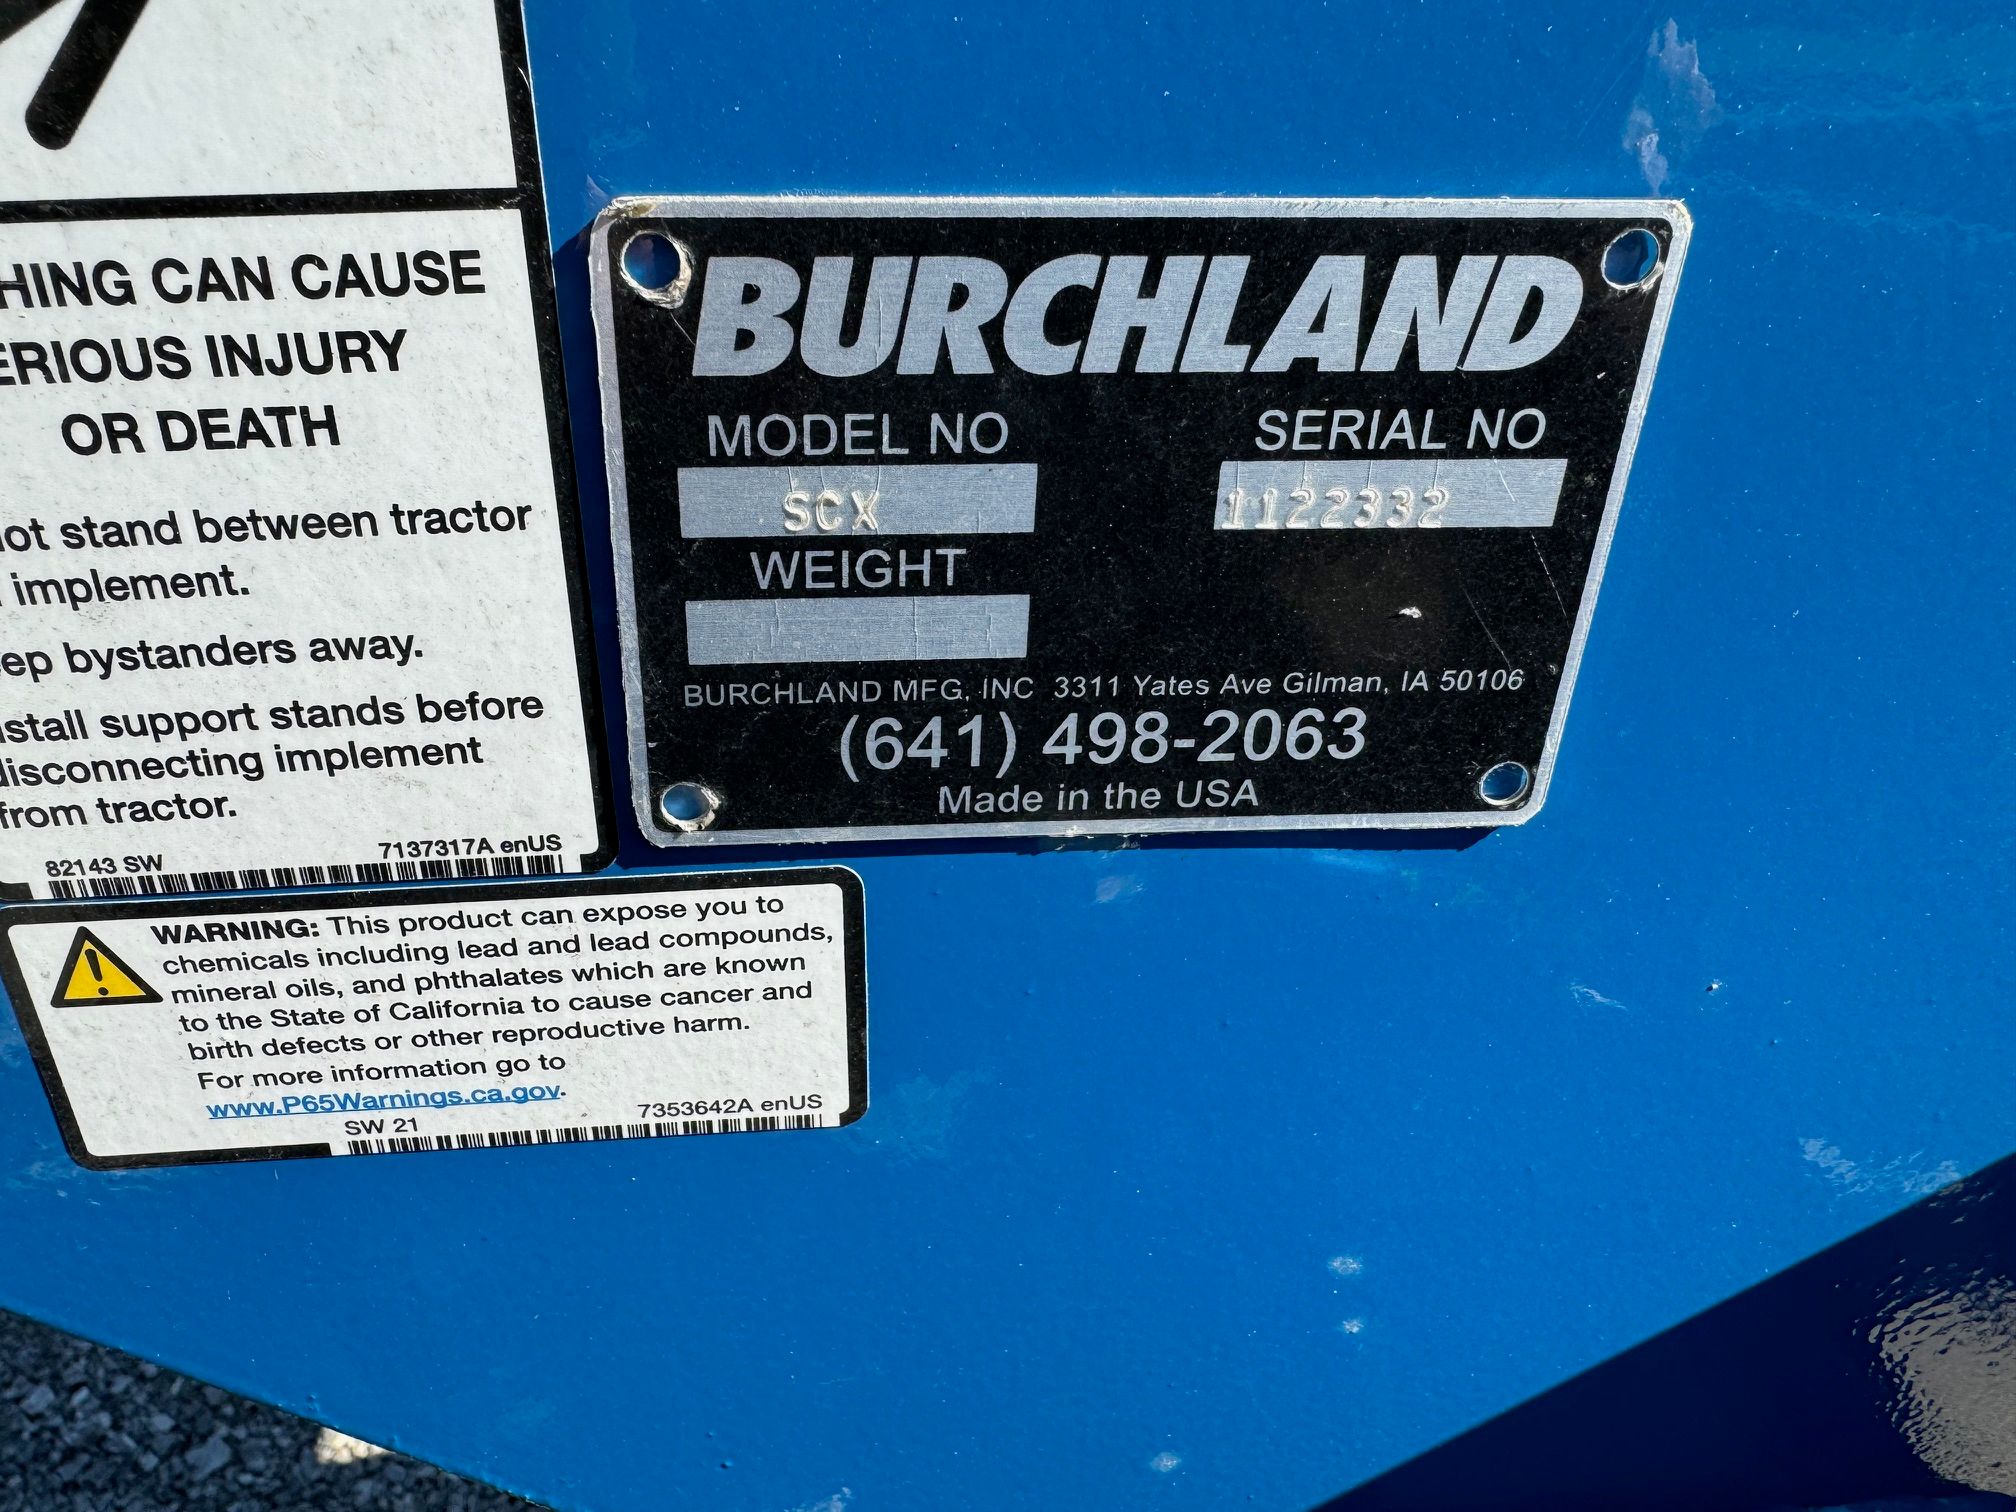 HING CAN CAUSE
ERIOUS INJURY
OR DEATH
ot stand between tractor
implement.
ep bystanders away.
nstall support stands before
disconnecting implement
from tractor.
82143 SW 7137317A enUS
WARNING: This product can expose you to
chemicals including lead and lead compounds,
mineral oils, and phthalates which are known
to the State of California to cause cancer and
birth defects or other reproductive harm.
For more information go to
www.P65Warnings.ca.gov.
SW 21 7353642A enUS
BURCHLAND
MODEL NO SERIAL NO
SCX 1122332
WEIGHT
BURCHLAND MFG, INC 3311 Yates Ave Gilman, IA 50106
(641) 498-2063
Made in the USA